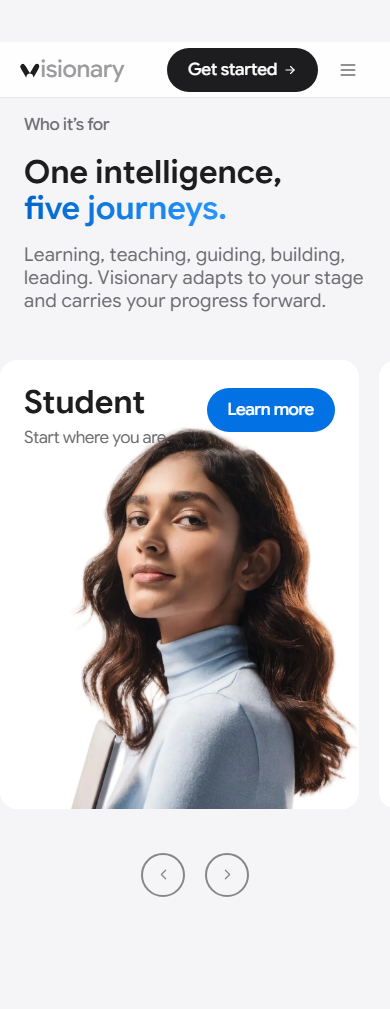 visionary
Get started →
Who it's for
One intelligence,
five journeys.
Learning, teaching, guiding, building,
leading. Visionary adapts to your stage
and carries your progress forward.
Student
Learn more
Start where you are.